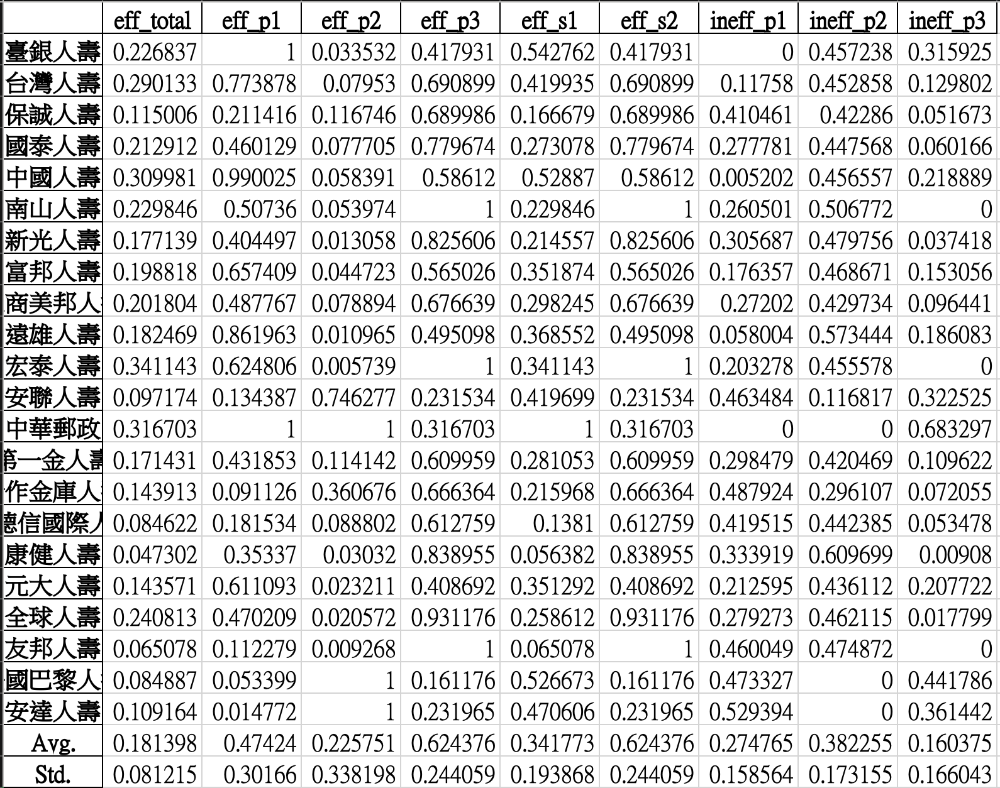 eff_total eff_p1 eff_p2 eff_p3 eff_s1 eff_s2 ineff_p1 ineff_p2 ineff_p3
臺銀人壽 0.226837 1 0.033532 0.417931 0.542762 0.417931 0 0.457238 0.315925
台灣人壽 0.290133 0.773878 0.07953 0.690899 0.419935 0.690899 0.11758 0.452858 0.129802
保誠人壽 0.115006 0.211416 0.116746 0.689986 0.166679 0.689986 0.410461 0.42286 0.051673
國泰人壽 0.212912 0.460129 0.077705 0.779674 0.273078 0.779674 0.277781 0.447568 0.060166
中國人壽 0.309981 0.990025 0.058391 0.58612 0.52887 0.58612 0.005202 0.456557 0.218889
南山人壽 0.229846 0.50736 0.053974 1 0.229846 1 0.260501 0.506772 0
新光人壽 0.177139 0.404497 0.013058 0.825606 0.214557 0.825606 0.305687 0.479756 0.037418
富邦人壽 0.198818 0.657409 0.044723 0.565026 0.351874 0.565026 0.176357 0.468671 0.153056
商美邦人 0.201804 0.487767 0.078894 0.676639 0.298245 0.676639 0.27202 0.429734 0.096441
遠雄人壽 0.182469 0.861963 0.010965 0.495098 0.368552 0.495098 0.058004 0.573444 0.186083
宏泰人壽 0.341143 0.624806 0.005739 1 0.341143 1 0.203278 0.455578 0
安聯人壽 0.097174 0.134387 0.746277 0.231534 0.419699 0.231534 0.463484 0.116817 0.322525
中華郵政 0.316703 1 1 0.316703 1 0.316703 0 0 0.683297
第一金人壽 0.171431 0.431853 0.114142 0.609959 0.281053 0.609959 0.298479 0.420469 0.109622
作金庫人 0.143913 0.091126 0.360676 0.666364 0.215968 0.666364 0.487924 0.296107 0.072055
德信國際人 0.084622 0.181534 0.088802 0.612759 0.1381 0.612759 0.419515 0.442385 0.053478
康健人壽 0.047302 0.35337 0.03032 0.838955 0.056382 0.838955 0.333919 0.609699 0.00908
元大人壽 0.143571 0.611093 0.023211 0.408692 0.351292 0.408692 0.212595 0.436112 0.207722
全球人壽 0.240813 0.470209 0.020572 0.931176 0.258612 0.931176 0.279273 0.462115 0.017799
友邦人壽 0.065078 0.112279 0.009268 1 0.065078 1 0.460049 0.474872 0
國巴黎人 0.084887 0.053399 1 0.161176 0.526673 0.161176 0.473327 0 0.441786
安達人壽 0.109164 0.014772 1 0.231965 0.470606 0.231965 0.529394 0 0.361442
Avg. 0.181398 0.47424 0.225751 0.624376 0.341773 0.624376 0.274765 0.382255 0.160375
Std. 0.081215 0.30166 0.338198 0.244059 0.193868 0.244059 0.158564 0.173155 0.166043